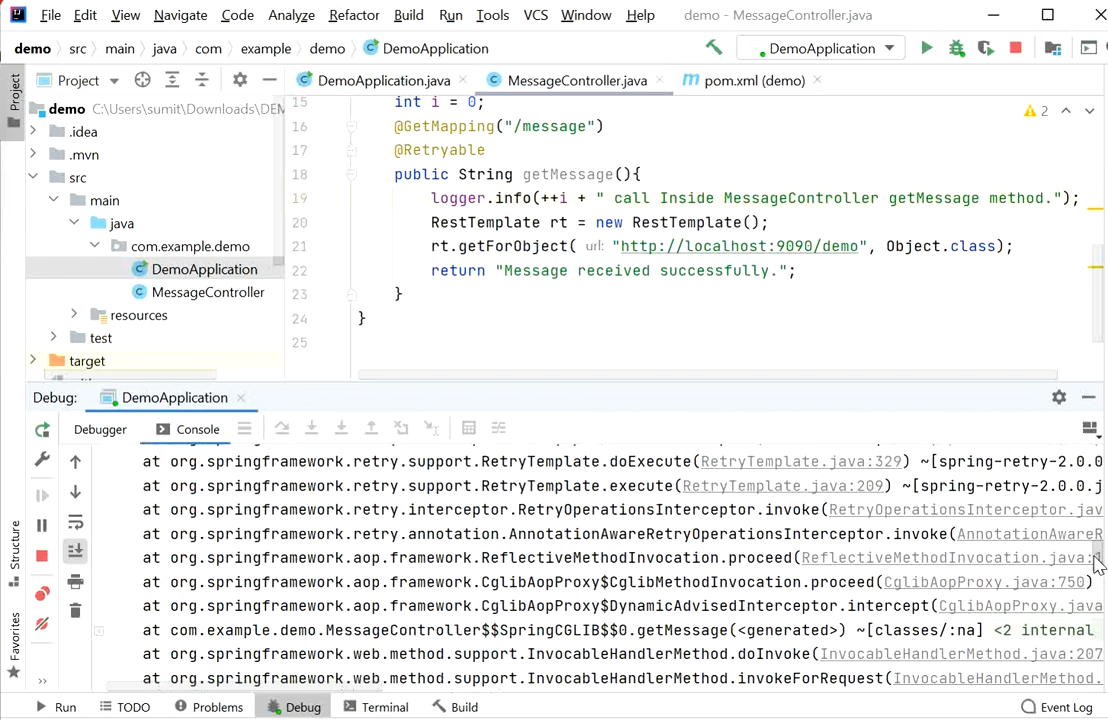 File Edit View Navigate Code Analyze Refactor Build Run Tools VCS Window Help demo - MessageController.java
demo src main java com example demo DemoApplication DemoApplication
Project DemoApplication.java MessageController.java pom.xml (demo)
Project
demo C:\Users\sumit\Downloads\DEM
.idea
.mvn
src
main
java
com.example.demo
DemoApplication
MessageController
resources
test
target
2
15 int i = 0;
16 @GetMapping("/message")
17 @Retryable
18 public String getMessage(){
19 logger.info(++i + " call Inside MessageController getMessage method.");
20 RestTemplate rt = new RestTemplate();
21 rt.getForObject( url: "http://localhost:9090/demo", Object.class);
22 return "Message received successfully.";
23 }
24 }
25
Debug: DemoApplication
Debugger Console
at org.springframework.retry.support.RetryTemplate.doExecute(RetryTemplate.java:329) ~[spring-retry-2.0.0
at org.springframework.retry.support.RetryTemplate.execute(RetryTemplate.java:209) ~[spring-retry-2.0.0.j
at org.springframework.retry.interceptor.RetryOperationsInterceptor.invoke(RetryOperationsInterceptor.jav
at org.springframework.retry.annotation.AnnotationAwareRetryOperationsInterceptor.invoke(AnnotationAwareR
at org.springframework.aop.framework.ReflectiveMethodInvocation.proceed(ReflectiveMethodInvocation.java:
at org.springframework.aop.framework.CglibAopProxy$CglibMethodInvocation.proceed(CglibAopProxy.java:750)
at org.springframework.aop.framework.CglibAopProxy$DynamicAdvisedInterceptor.intercept(CglibAopProxy.java
at com.example.demo.MessageController$$SpringCGLIB$$0.getMessage(<generated>) ~[classes/:na] <2 internal
at org.springframework.web.method.support.InvocableHandlerMethod.doInvoke(InvocableHandlerMethod.java:207
at org.springframework.web.method.support.InvocableHandlerMethod.invokeForRequest(InvocableHandlerMethod.
Structure
Favorites
Run TODO Problems Debug Terminal Build Event Log